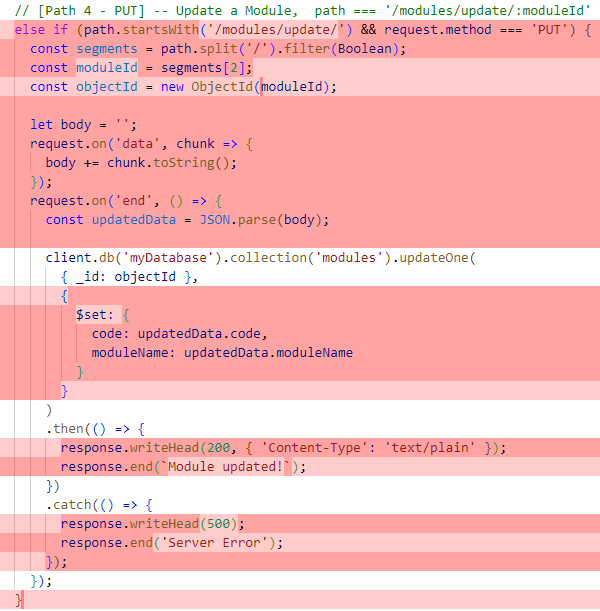 // [Path 4 - PUT] -- Update a Module,  path === '/modules/update/:moduleId'
else if (path.startsWith('/modules/update/') && request.method === 'PUT') {
  const segments = path.split('/').filter(Boolean);
  const moduleId = segments[2];
  const objectId = new ObjectId(moduleId);

  let body = '';
  request.on('data', chunk => {
    body += chunk.toString();
  });
  request.on('end', () => {
    const updatedData = JSON.parse(body);

    client.db('myDatabase').collection('modules').updateOne(
      { _id: objectId },
      {
        $set: {
          code: updatedData.code,
          moduleName: updatedData.moduleName
        }
      }
    )
    .then(() => {
      response.writeHead(200, { 'Content-Type': 'text/plain' });
      response.end(`Module updated!`);
    })
    .catch(() => {
      response.writeHead(500);
      response.end('Server Error');
    });
  });
}